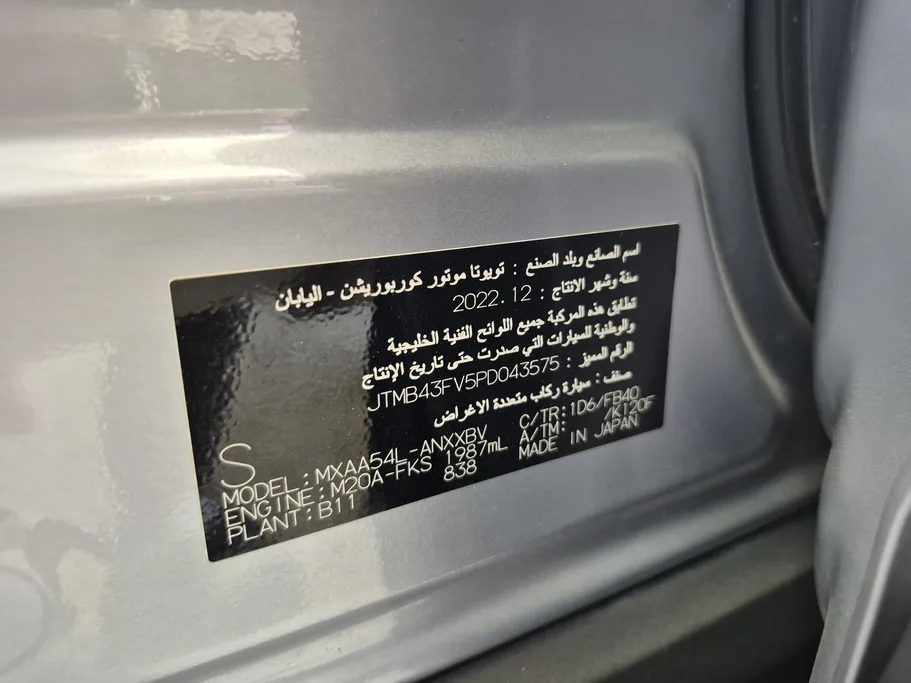 اسم الصانع وبلد الصنع : تويوتا موتور كوربوريشن - اليابان
سنة وشهر الانتاج : 2022.12
تطابق هذه المركبة جميع اللوائح الفنية الخليجية
والوطنية للسيارات التي صدرت حتى تاريخ الإنتاج
الرقم المميز : JTMB43FV5PD043575
صنف : سيارة ركاب متعددة الاغراض
S
MODEL:MXAA54L-ANXXBV C/TR:1D6/FB40
ENGINE:M20A-FKS 1987mL A/TM: /K120F
PLANT:B11 838 MADE IN JAPAN